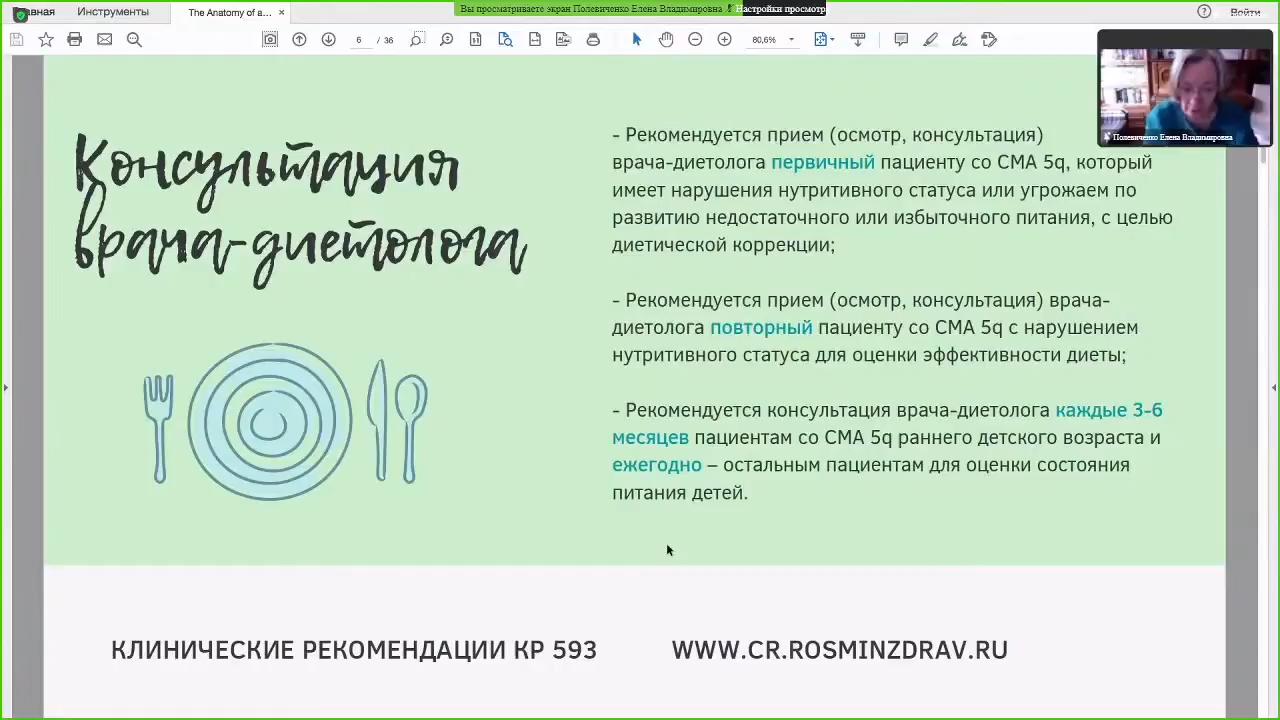 Главная
Инструменты
The Anatomy of a...
Вы просматриваете экран Полевиченко Елена Владимировна
Настройки просмотр
Войти
6 / 36
80,6%
Полевиченко Елена Владимировна
Консультация
врача-диетолога
- Рекомендуется прием (осмотр, консультация)
врача-диетолога первичный пациенту со СМА 5q, который
имеет нарушения нутритивного статуса или угрожаем по
развитию недостаточного или избыточного питания, с целью
диетической коррекции;
- Рекомендуется прием (осмотр, консультация) врача-
диетолога повторный пациенту со СМА 5q с нарушением
нутритивного статуса для оценки эффективности диеты;
- Рекомендуется консультация врача-диетолога каждые 3-6
месяцев пациентам со СМА 5q раннего детского возраста и
ежегодно – остальным пациентам для оценки состояния
питания детей.
КЛИНИЧЕСКИЕ РЕКОМЕНДАЦИИ КР 593
WWW.CR.ROSMINZDRAV.RU